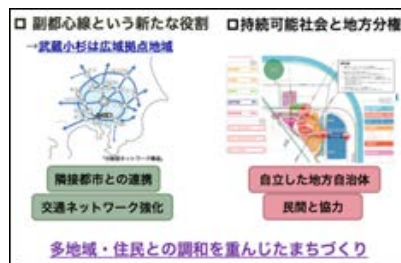 □ 副都心線という新たな役割
→武蔵小杉は広域拠点地域
隣接都市との連携
交通ネットワーク強化
□持続可能社会と地方分権
自立した地方自治体
民間と協力
多地域・住民との調和を重んじたまちづくり